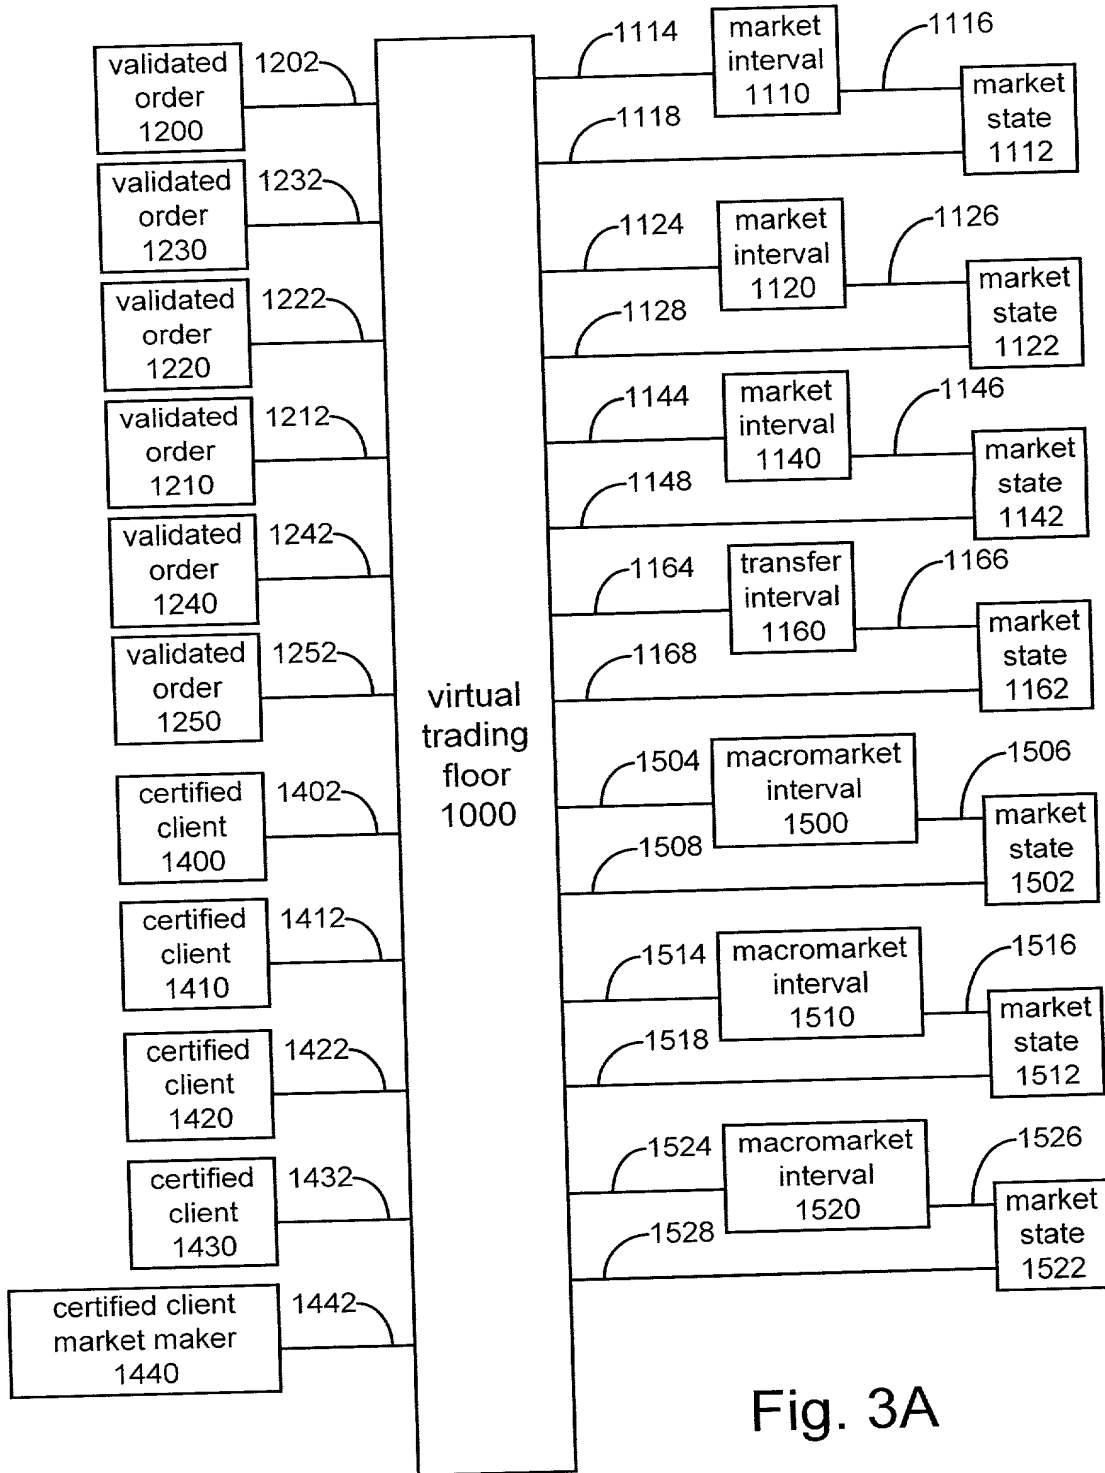 validated
order
1200
1202
validated
order
1230
1232
validated
order
1220
1222
validated
order
1210
1212
validated
order
1240
1242
validated
order
1250
1252
certified
client
1400
1402
certified
client
1410
1412
certified
client
1420
1422
certified
client
1430
1432
certified client
market maker
1440
1442
virtual
trading
floor
1000
1114
market
interval
1110
1116
1118
market
state
1112
1124
market
interval
1120
1126
1128
market
state
1122
1144
market
interval
1140
1146
1148
market
state
1142
1164
transfer
interval
1160
1166
1168
market
state
1162
1504
macromarket
interval
1500
1506
1508
market
state
1502
1514
macromarket
interval
1510
1516
1518
market
state
1512
1524
macromarket
interval
1520
1526
1528
market
state
1522
Fig. 3A